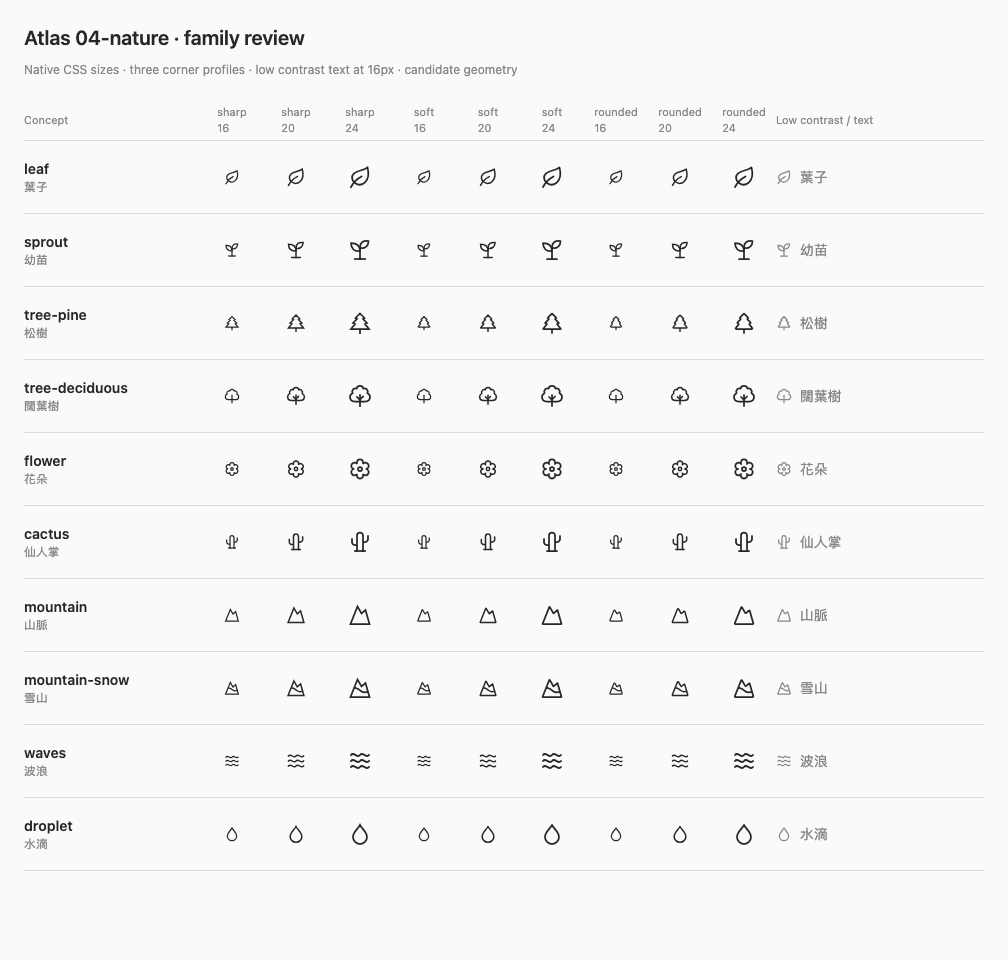 Atlas 04-nature · family review
Native CSS sizes · three corner profiles · low contrast text at 16px · candidate geometry
Concept sharp 16 sharp 20 sharp 24 soft 16 soft 20 soft 24 rounded 16 rounded 20 rounded 24 Low contrast / text
leaf
葉子
葉子
sprout
幼苗
幼苗
tree-pine
松樹
松樹
tree-deciduous
闊葉樹
闊葉樹
flower
花朵
花朵
cactus
仙人掌
仙人掌
mountain
山脈
山脈
mountain-snow
雪山
雪山
waves
波浪
波浪
droplet
水滴
水滴